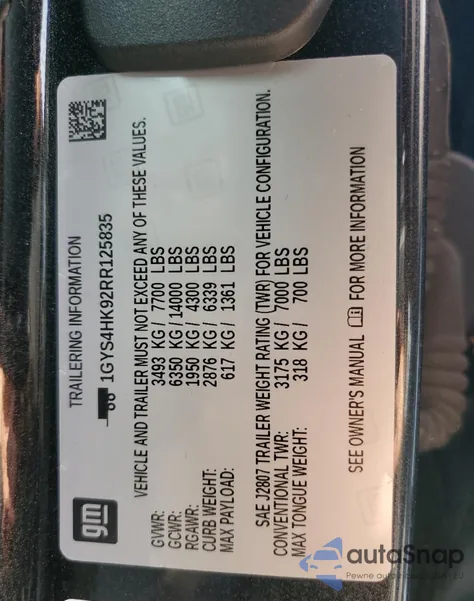 TRAILERING INFORMATION
1GYS4HK92RR125835
VEHICLE AND TRAILER MUST NOT EXCEED ANY OF THESE VALUES.
GVWR: 3493 KG / 7700 LBS
GCWR: 6350 KG / 14000 LBS
RGAWR: 1950 KG / 4300 LBS
CURB WEIGHT: 2876 KG / 6339 LBS
MAX PAYLOAD: 617 KG / 1361 LBS
SAE J2807 TRAILER WEIGHT RATING (TWR) FOR VEHICLE CONFIGURATION.
CONVENTIONAL TWR: 3175 KG / 7000 LBS
MAX TONGUE WEIGHT: 318 KG / 700 LBS
SEE OWNER'S MANUAL FOR MORE INFORMATION
gm
autoSnap